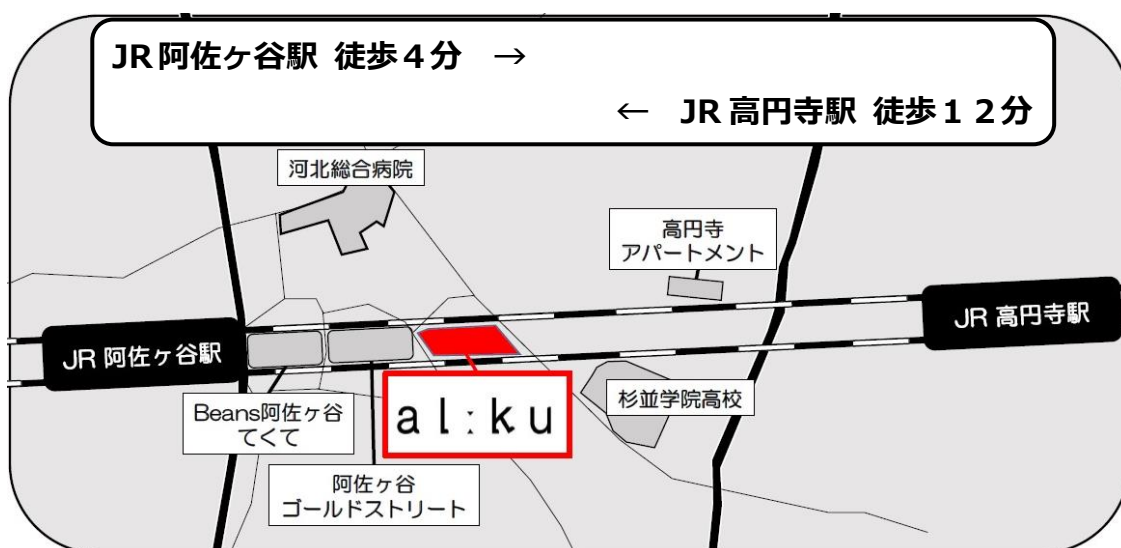 JR阿佐ヶ谷駅 徒歩４分 →
← JR高円寺駅 徒歩１２分
河北総合病院
高円寺
アパートメント
JR 高円寺駅
JR 阿佐ヶ谷駅
al:ku
杉並学院高校
Beans阿佐ヶ谷
てくて
阿佐ヶ谷
ゴールドストリート